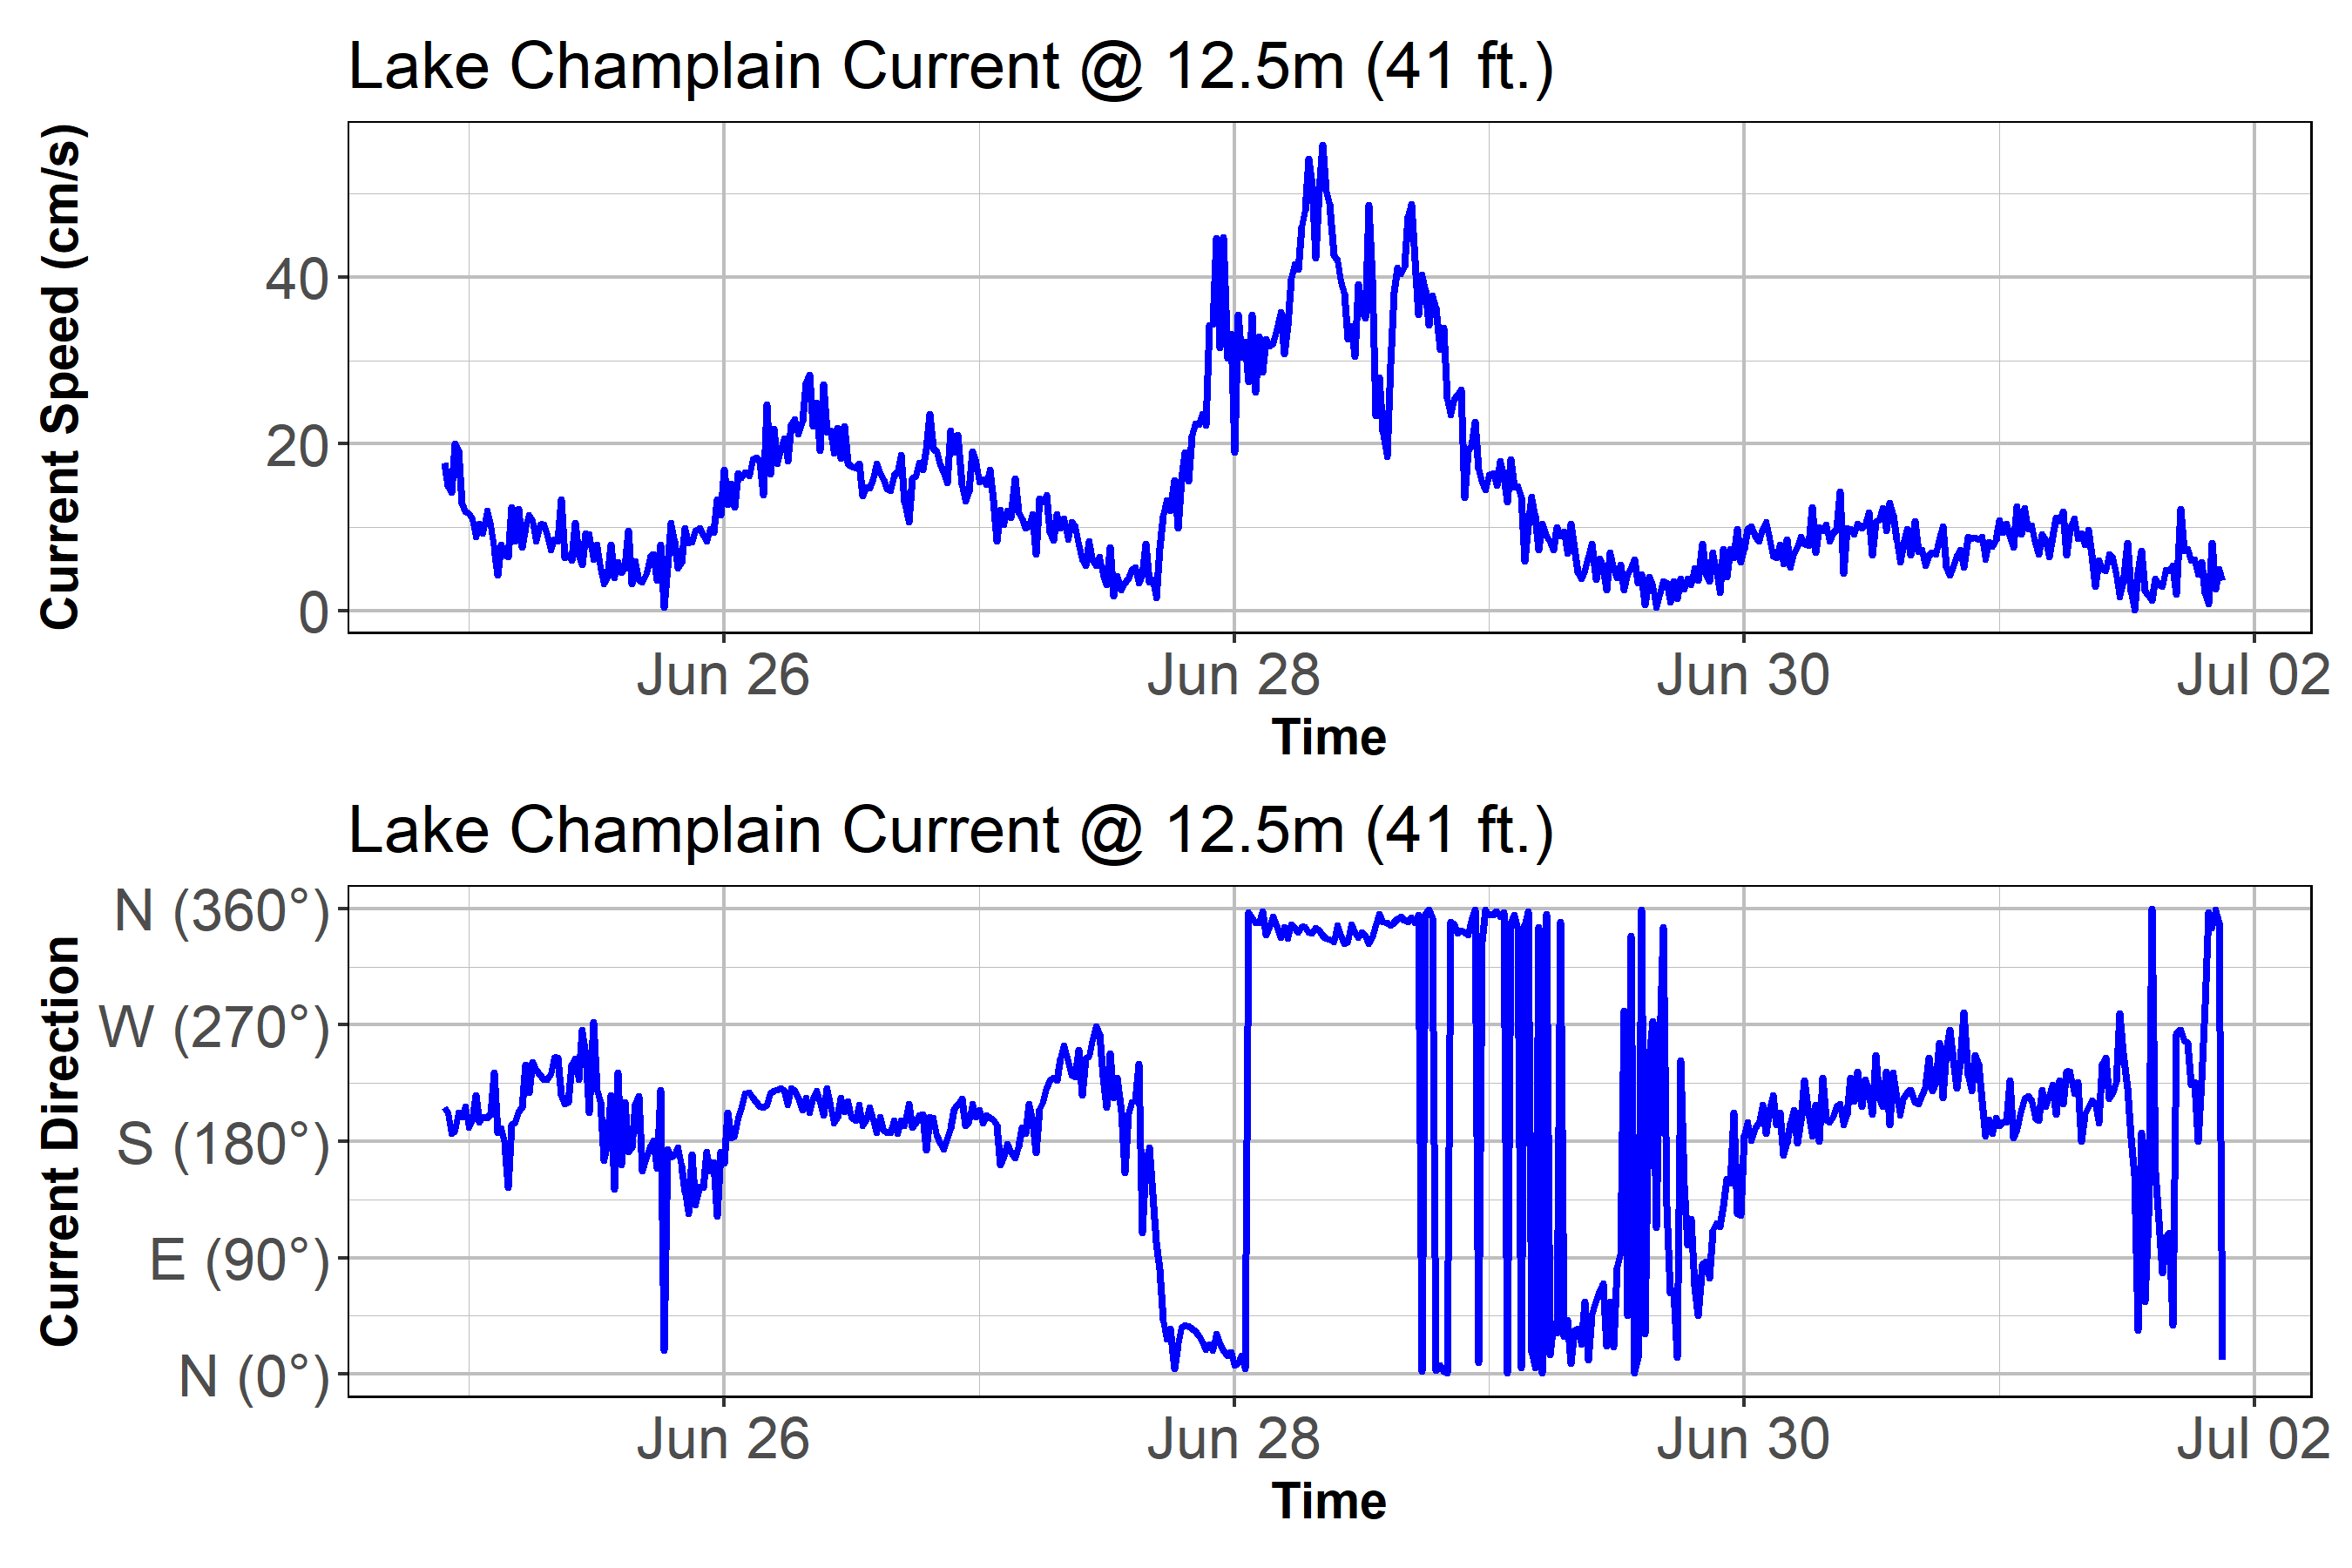 Lake Champlain Current @ 12.5m (41 ft.)
Current Speed (cm/s)
40
20
0
Jun 26 Jun 28 Jun 30 Jul 02
Time
Lake Champlain Current @ 12.5m (41 ft.)
Current Direction
N (360°)
W (270°)
S (180°)
E (90°)
N (0°)
Jun 26 Jun 28 Jun 30 Jul 02
Time